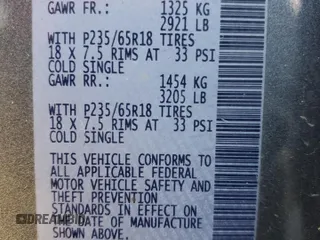 GAWR FR.: 1325 KG
2921 LB
WITH P235/65R18 TIRES
18 X 7.5 RIMS AT 33 PSI
COLD SINGLE
GAWR RR.: 1454 KG
3205 LB
WITH P235/65R18 TIRES
18 X 7.5 RIMS AT 33 PSI
COLD SINGLE
THIS VEHICLE CONFORMS TO
ALL APPLICABLE FEDERAL
MOTOR VEHICLE SAFETY AND
THEFT PREVENTION
STANDARDS IN EFFECT ON
THE DATE OF MANUFACTURE
SHOWN ABOVE.